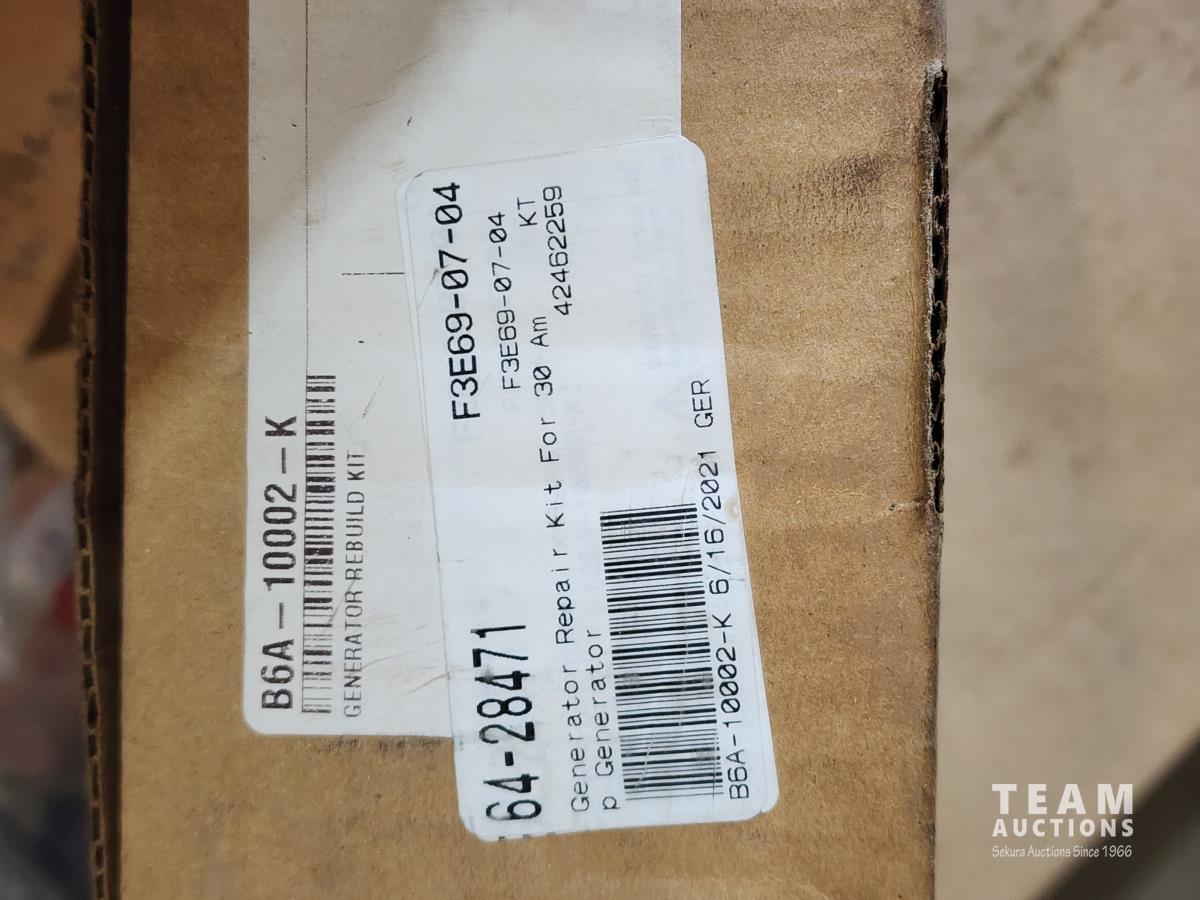 B6A-10002-K
GENERATOR REBUILD KIT
F3E69-07-04
64-28471
F3E69-07-04
KT
Generator Repair Kit For 30 Am
p Generator
42462259
B6A-10002-K 6/16/2021 GER
TEAM
AUCTIONS
Sekura Auctions Since 1966